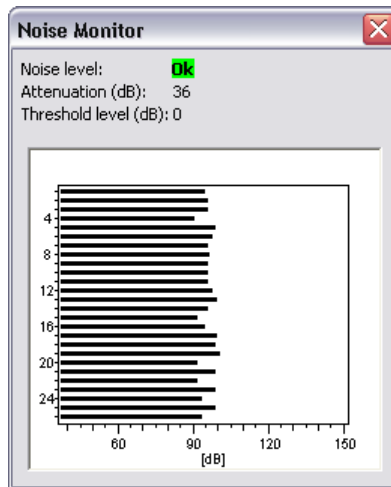 Noise Monitor
Noise level: Ok
Attenuation (dB): 36
Threshold level (dB): 0
4
8
12
16
20
24
60 90 120 150
[dB]